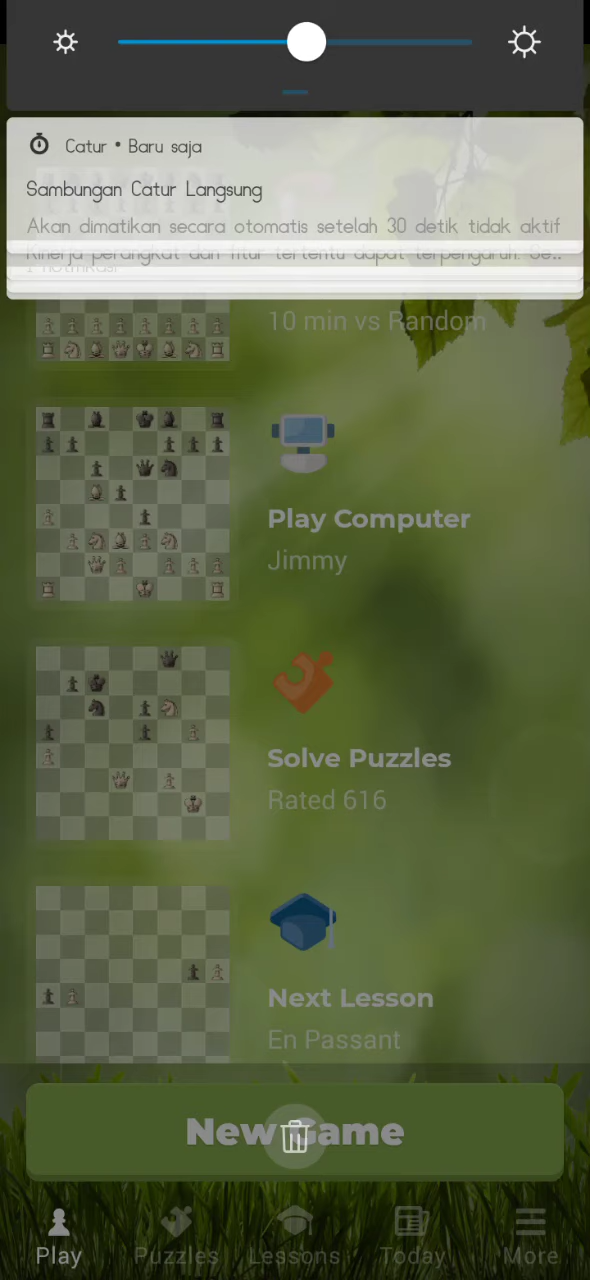 Catur • Baru saja
Sambungan Catur Langsung
Akan dimatikan secara otomatis setelah 30 detik tidak aktif
Kinerja perangkat dan fitur tertentu dapat terpengaruh. Se..
notifikasi
10 min vs Random
Play Computer
Jimmy
Solve Puzzles
Rated 616
Next Lesson
En Passant
New Game
Play
Puzzles
Lessons
Today
More